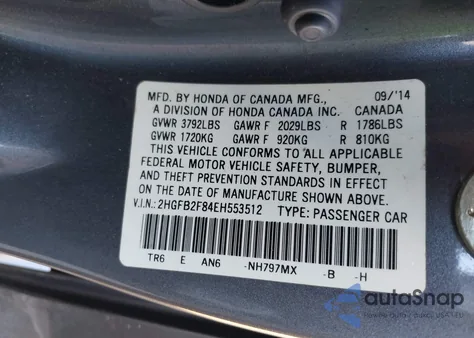 MFD. BY HONDA OF CANADA MFG., 09/'14
A DIVISION OF HONDA CANADA INC. CANADA
GVWR 3792LBS GAWR F 2029LBS R 1786LBS
GVWR 1720KG GAWR F 920KG R 810KG
THIS VEHICLE CONFORMS TO ALL APPLICABLE
FEDERAL MOTOR VEHICLE SAFETY, BUMPER,
AND THEFT PREVENTION STANDARDS IN EFFECT
ON THE DATE OF MANUFACTURE SHOWN ABOVE.
V.I.N.: 2HGFB2F84EH553512 TYPE: PASSENGER CAR
TR6 E AN6 -NH797MX -B -H
autoSnap